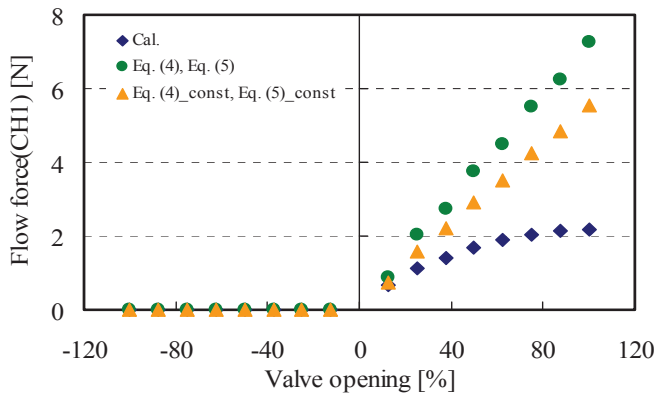 8
6
4
2
0
Flow force(CH1) [N]
Cal.
Eq. (4), Eq. (5)
Eq. (4)_const, Eq. (5)_const
-120 -80 -40 0 40 80 120
Valve opening [%]